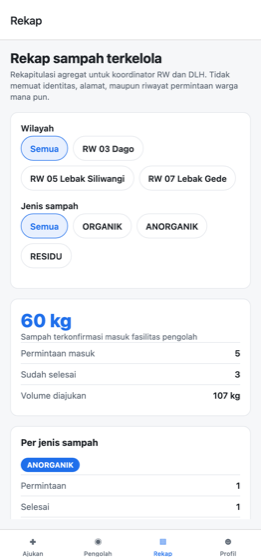 Rekap
Rekap sampah terkelola
Rekapitulasi agregat untuk koordinator RW dan DLH. Tidak
memuat identitas, alamat, maupun riwayat permintaan warga
mana pun.
Wilayah
Semua
RW 03 Dago
RW 05 Lebak Siliwangi
RW 07 Lebak Gede
Jenis sampah
Semua
ORGANIK
ANORGANIK
RESIDU
60 kg
Sampah terkonfirmasi masuk fasilitas pengolah
Permintaan masuk 5
Sudah selesai 3
Volume diajukan 107 kg
Per jenis sampah
ANORGANIK
Permintaan 1
Selesai 1
Ajukan
Pengolah
Rekap
Profil